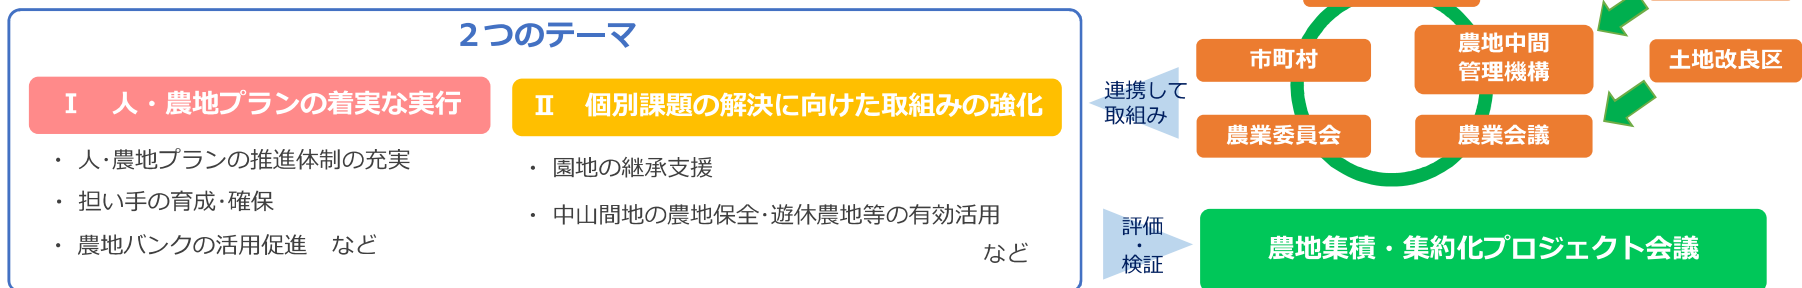 ２つのテーマ
Ⅰ　人・農地プランの着実な実行
・ 人･農地プランの推進体制の充実
・ 担い手の育成･確保
・ 農地バンクの活用促進　など
Ⅱ　個別課題の解決に向けた取組みの強化
・ 園地の継承支援
・ 中山間地の農地保全･遊休農地等の有効活用
など
連携して
取組み
市町村
農地中間
管理機構
土地改良区
農業委員会
農業会議
評価
・
検証
農地集積・集約化プロジェクト会議